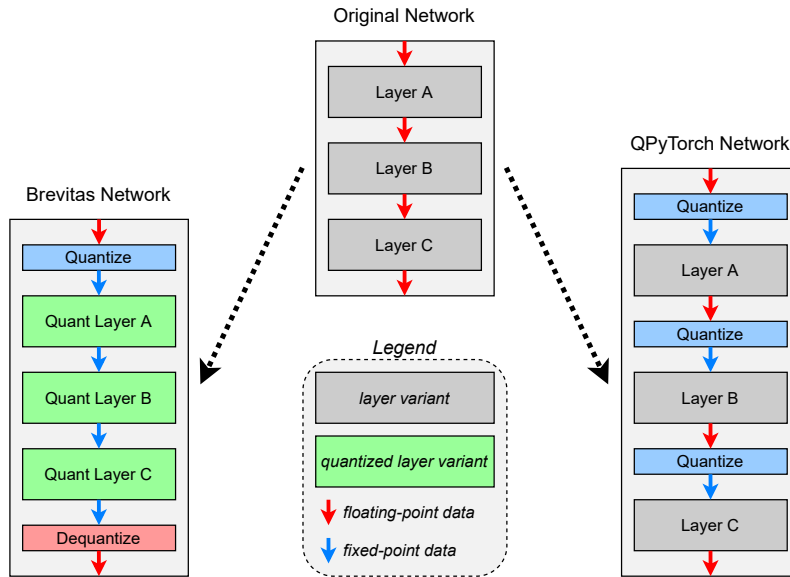 Original Network
Layer A
Layer B
Layer C
Brevitas Network
Quantize
Quant Layer A
Quant Layer B
Quant Layer C
Dequantize
QPyTorch Network
Quantize
Layer A
Quantize
Layer B
Quantize
Layer C
Legend
layer variant
quantized layer variant
floating-point data
fixed-point data